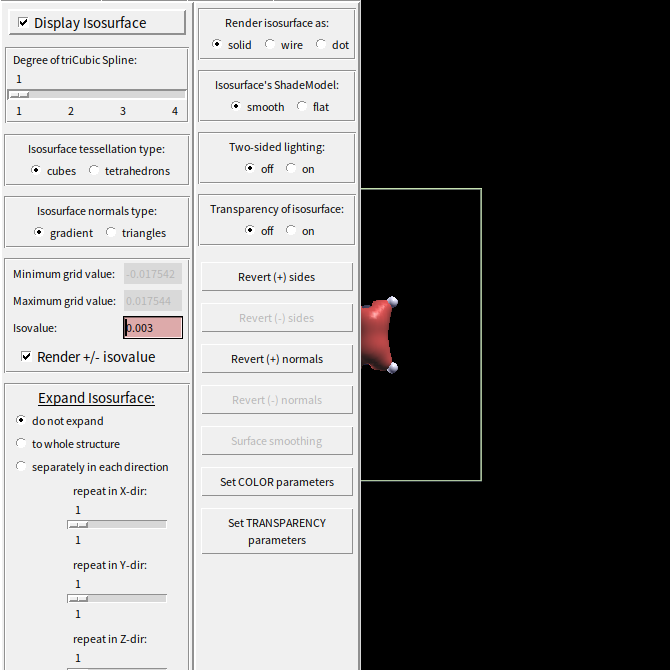 Display Isosurface
Degree of triCubic Spline:
1
1 2 3 4
Isosurface tessellation type:
cubes tetrahedrons
Isosurface normals type:
gradient triangles
Minimum grid value: -0.017542
Maximum grid value: 0.017544
Isovalue: 0.003
Render +/- isovalue
Expand Isosurface:
do not expand
to whole structure
separately in each direction
repeat in X-dir:
1
1
repeat in Y-dir:
1
1
repeat in Z-dir:
1
Render isosurface as:
solid wire dot
Isosurface's ShadeModel:
smooth flat
Two-sided lighting:
off on
Transparency of isosurface:
off on
Revert (+) sides
Revert (-) sides
Revert (+) normals
Revert (-) normals
Surface smoothing
Set COLOR parameters
Set TRANSPARENCY
parameters